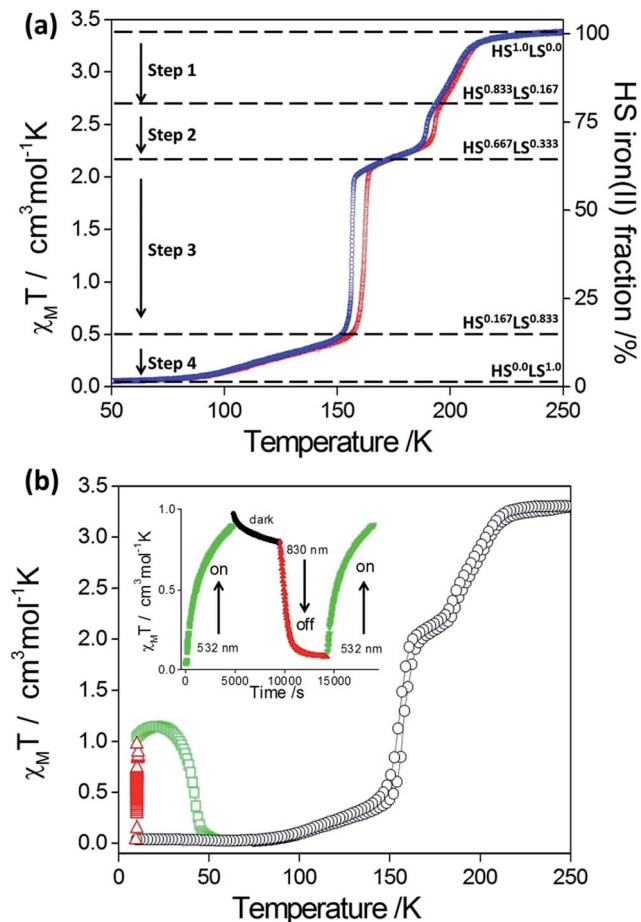 (a)
3.5
3.0
2.5
2.0
1.5
1.0
0.5
0.0
χMT / cm³mol⁻¹K
Step 1
Step 2
Step 3
Step 4
HS¹·⁰LS⁰·⁰
HS⁰·⁸³³LS⁰·¹⁶⁷
HS⁰·⁶⁶⁷LS⁰·³³³
HS⁰·¹⁶⁷LS⁰·⁸³³
HS⁰·⁰LS¹·⁰
100
75
50
25
0
HS iron(II) fraction /%
50 100 150 200 250
Temperature /K
(b)
3.5
3.0
2.5
2.0
1.5
1.0
0.5
0.0
χMT / cm³mol⁻¹K
1.0
0.5
0.0
χMT / cm³mol⁻¹K
dark
830 nm
on
off
on
532 nm
532 nm
0 5000 10000 15000
Time /s
0 50 100 150 200 250
Temperature /K